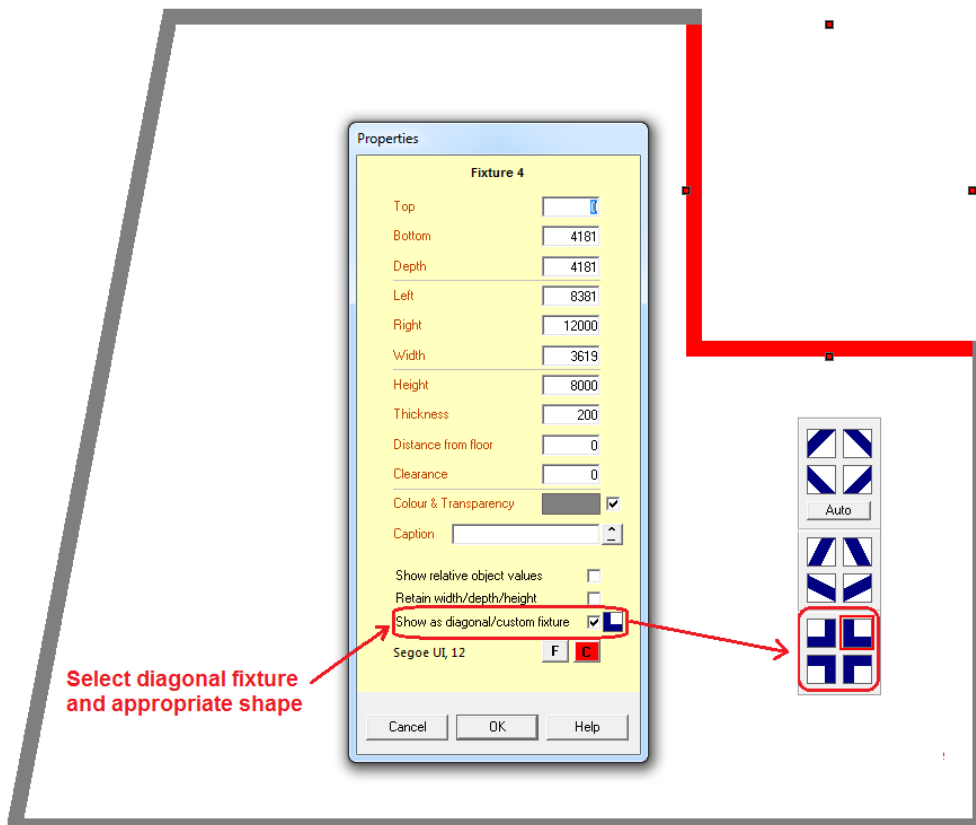 Properties
Fixture 4
Top 0
Bottom 4181
Depth 4181
Left 8381
Right 12000
Width 3619
Height 8000
Thickness 200
Distance from floor 0
Clearance 0
Colour & Transparency
Caption
Show relative object values
Retain width/depth/height
Show as diagonal/custom fixture
Segoe UI, 12 F C
Cancel OK Help
Auto
Select diagonal fixture
and appropriate shape